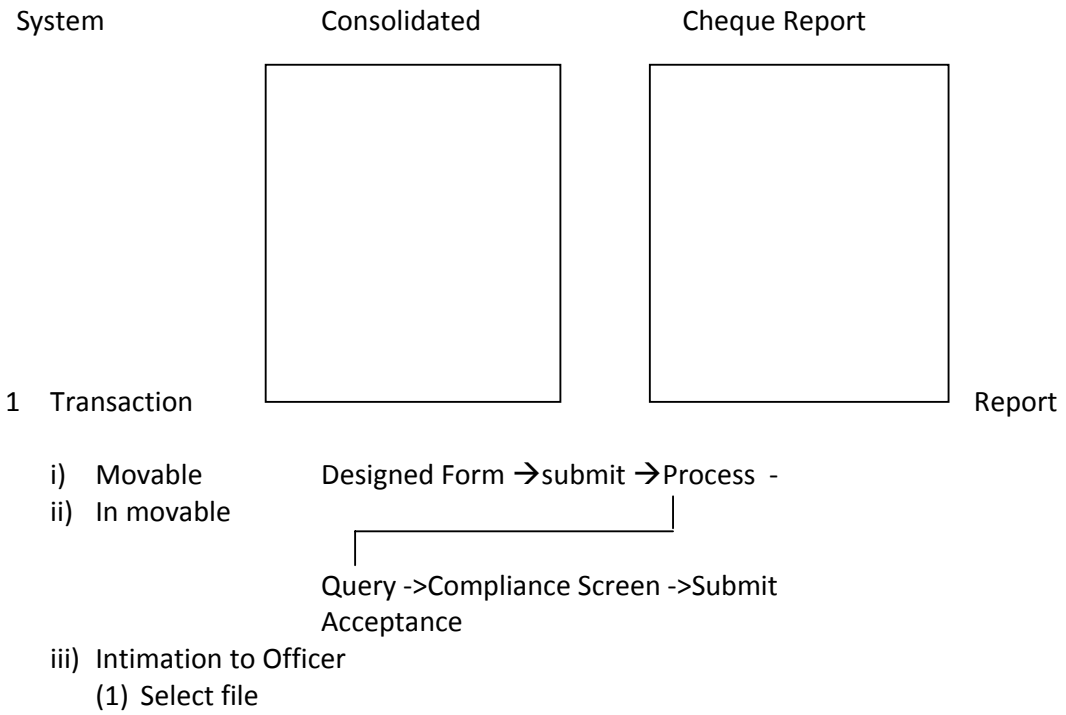 System Consolidated Cheque Report
1 Transaction Report
i) Movable Designed Form →submit →Process -
ii) In movable
Query ->Compliance Screen ->Submit
Acceptance
iii) Intimation to Officer
(1) Select file